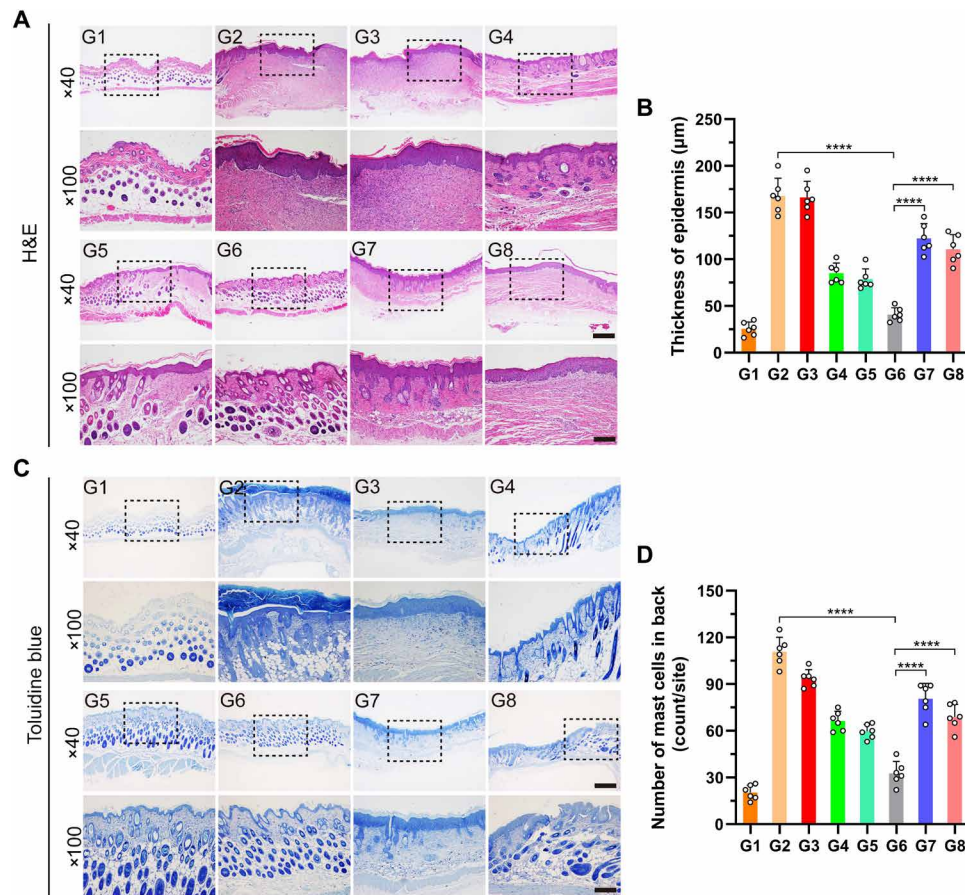 A
H&E
×40
G1
G2
G3
G4
×100
×40
G5
G6
G7
G8
×100
B
Thickness of epidermis (μm)
250
200
150
100
50
0
****
****
****
G1 G2 G3 G4 G5 G6 G7 G8
C
Toluidine blue
×40
G1
G2
G3
G4
×100
×40
G5
G6
G7
G8
×100
D
Number of mast cells in back
(count/site)
150
120
90
60
30
0
****
****
****
G1 G2 G3 G4 G5 G6 G7 G8